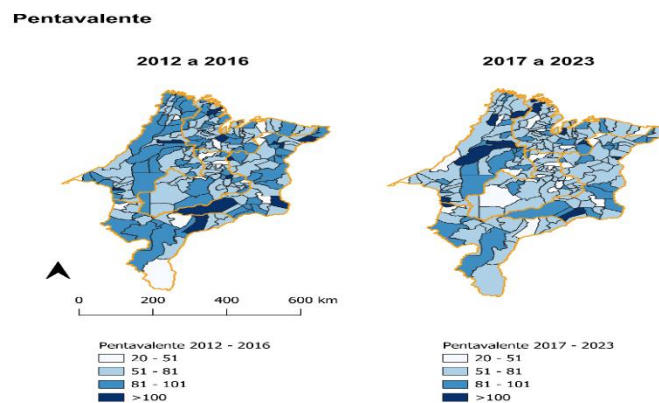 Pentavalente
2012 a 2016
2017 a 2023
0 200 400 600 km
Pentavalente 2012 - 2016
20 - 51
51 - 81
81 - 101
>100
Pentavalente 2017 - 2023
20 - 51
51 - 81
81 - 101
>100